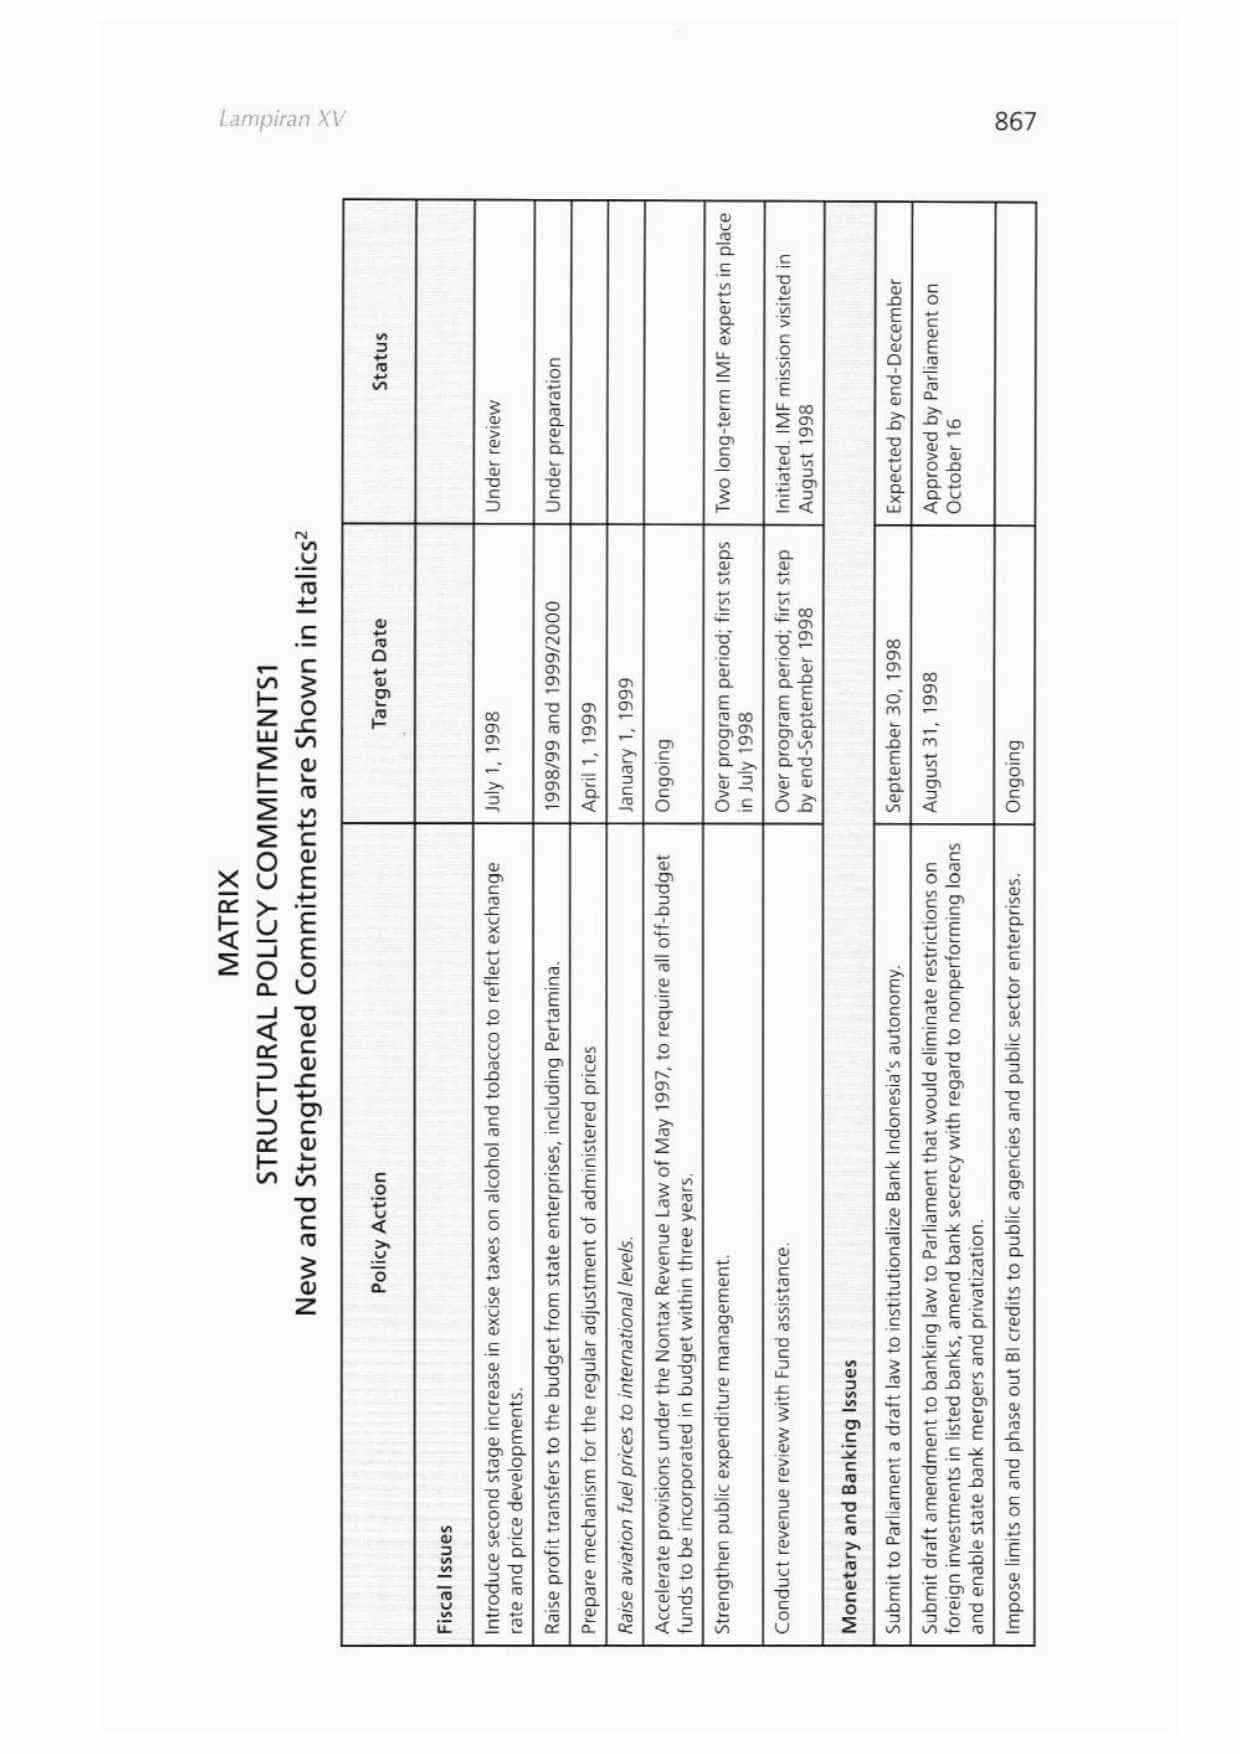 Lampiran XV
867
MATRIX
STRUCTURAL POLICY COMMITMENTS1
New and Strengthened Commitments are Shown in Italics2
Policy Action
Target Date
Status
Fiscal Issues
Introduce second stage increase in excise taxes on alcohol and tobacco to reflect exchange
rate and price developments.
July 1, 1998
Under review
Raise profit transfers to the budget from state enterprises, including Pertamina.
1998/99 and 1999/2000
Under preparation
Prepare mechanism for the regular adjustment of administered prices
April 1, 1999
Raise aviation fuel prices to international levels.
January 1, 1999
Accelerate provisions under the Nontax Revenue Law of May 1997, to require all off-budget
funds to be incorporated in budget within three years.
Ongoing
Strengthen public expenditure management.
Over program period; first steps
in July 1998
Two long-term IMF experts in place
Conduct revenue review with Fund assistance.
Over program period; first step
by end-September 1998
Initiated. IMF mission visited in
August 1998
Monetary and Banking Issues
Submit to Parliament a draft law to institutionalize Bank Indonesia's autonomy.
September 30, 1998
Expected by end-December
Submit draft amendment to banking law to Parliament that would eliminate restrictions on
foreign investments in listed banks, amend bank secrecy with regard to nonperforming loans
and enable state bank mergers and privatization.
August 31, 1998
Approved by Parliament on
October 16
Impose limits on and phase out BI credits to public agencies and public sector enterprises.
Ongoing